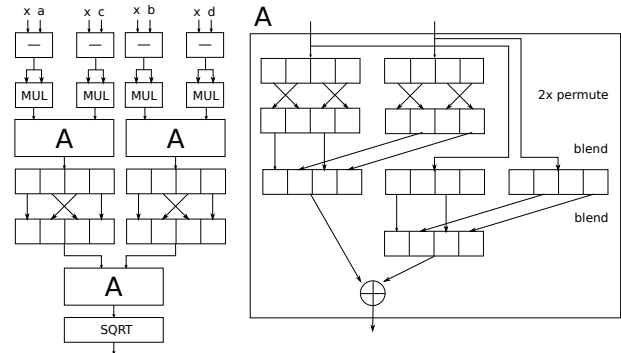 x a x c x b x d
— — — —
MUL MUL MUL MUL
A A
A
SQRT
A
2x permute
blend
blend